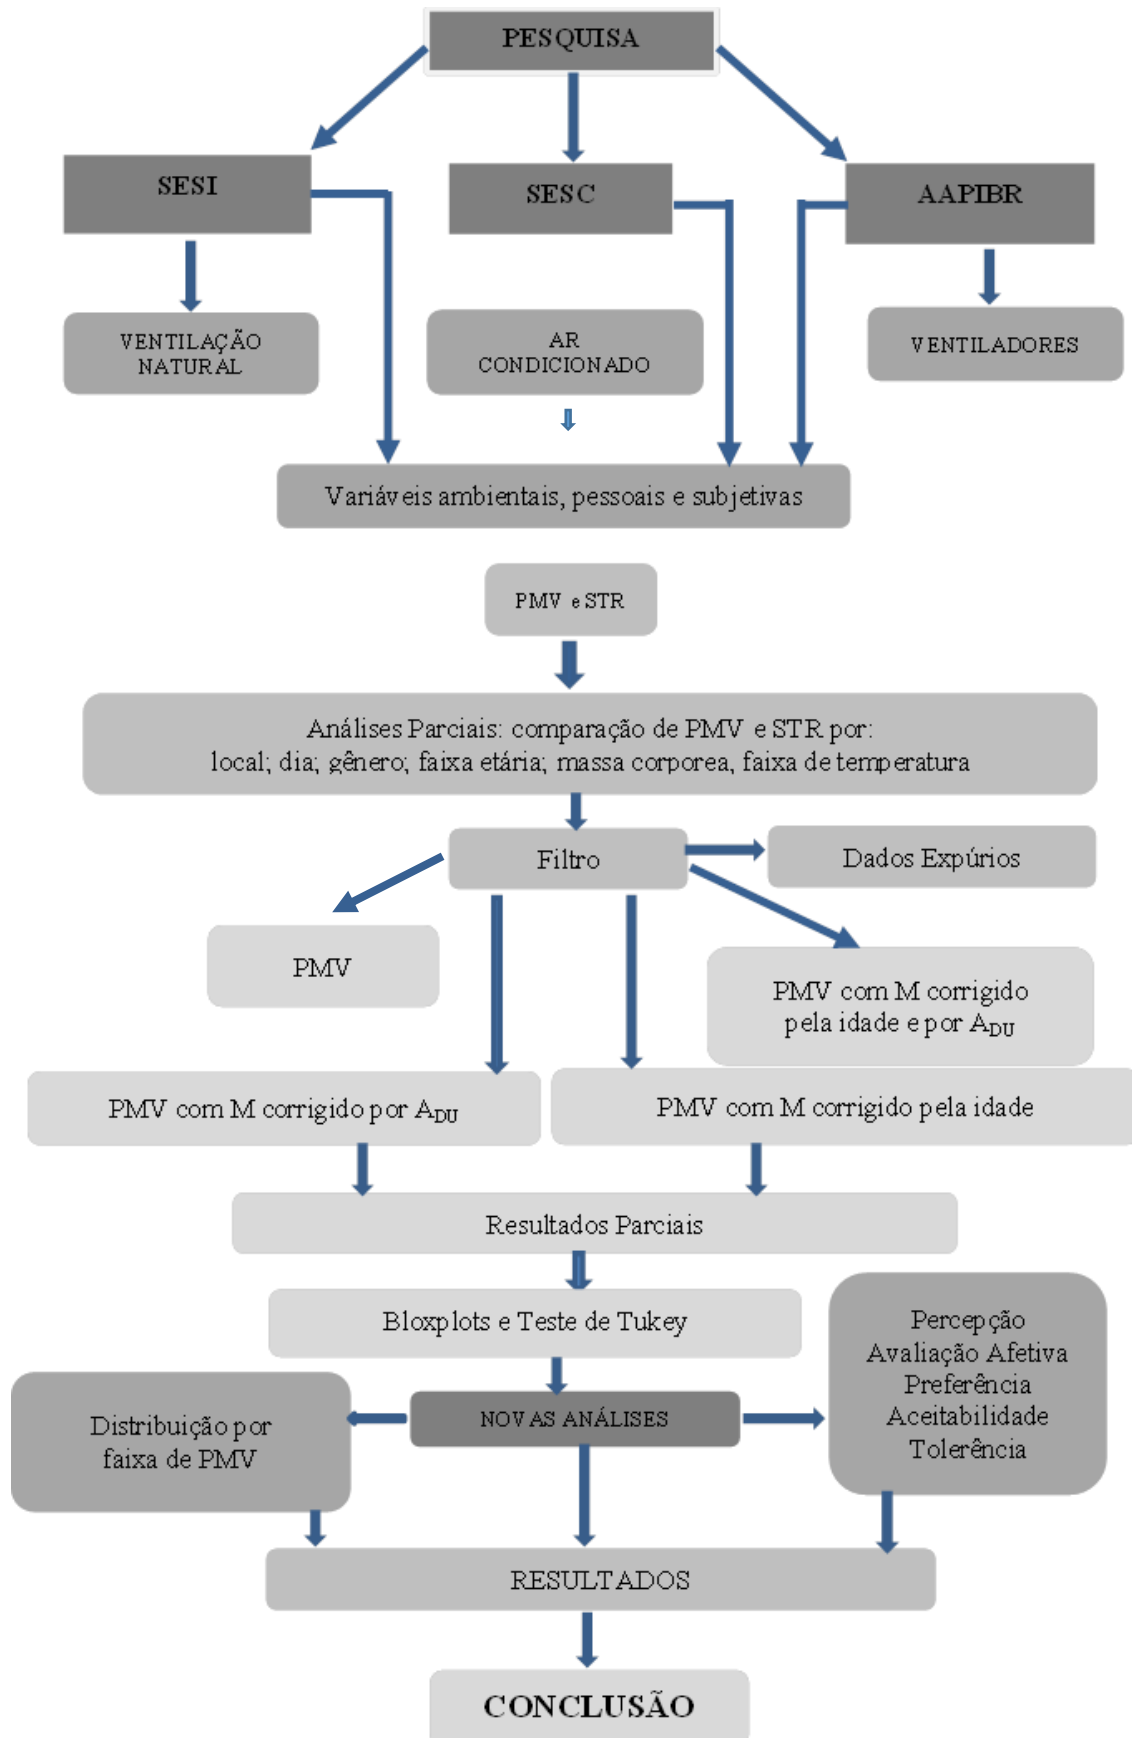 PESQUISA
SESI
SESC
AAPIBR
VENTILAÇÃO
NATURAL
AR
CONDICIONADO
VENTILADORES
Variáveis ambientais, pessoais e subjetivas
PMV e STR
Análises Parciais: comparação de PMV e STR por:
local; dia; gênero; faixa etária; massa corporea, faixa de temperatura
Filtro
Dados Expúrios
PMV
PMV com M corrigido
pela idade e por ADU
PMV com M corrigido por ADU
PMV com M corrigido pela idade
Resultados Parciais
Bloxplots e Teste de Tukey
Percepção
Avaliação Afetiva
Preferência
Aceitabilidade
Tolerência
NOVAS ANÁLISES
Distribuição por
faixa de PMV
RESULTADOS
CONCLUSÃO